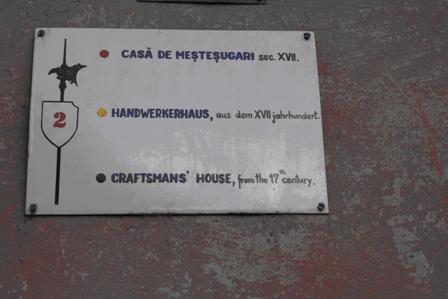 CASĂ DE MEŞTEŞUGARI sec. XVII.
2
HANDWERKERHAUS, aus dem XVII jahrhundert.
CRAFTSMANS' HOUSE, from the 17th century.